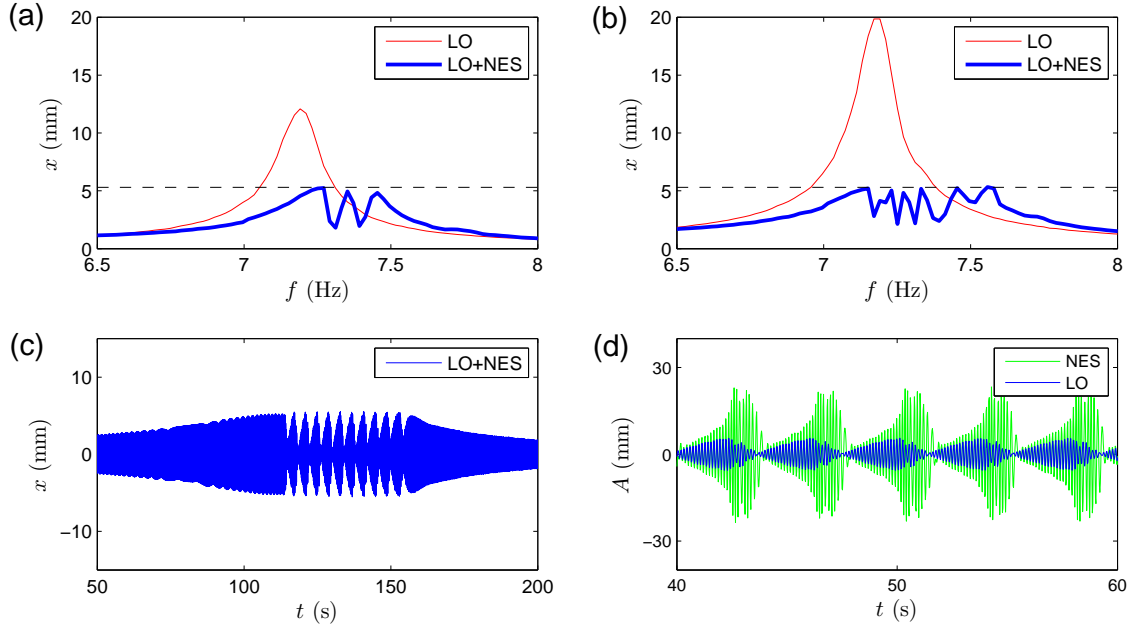 (a)
20
15
10
5
0
x (mm)
6.5 7 7.5 8
f (Hz)
LO
LO+NES
(b)
20
15
10
5
0
x (mm)
6.5 7 7.5 8
f (Hz)
LO
LO+NES
(c)
10
0
−10
x (mm)
50 100 150 200
t (s)
LO+NES
(d)
30
0
−30
A (mm)
40 50 60
t (s)
NES
LO